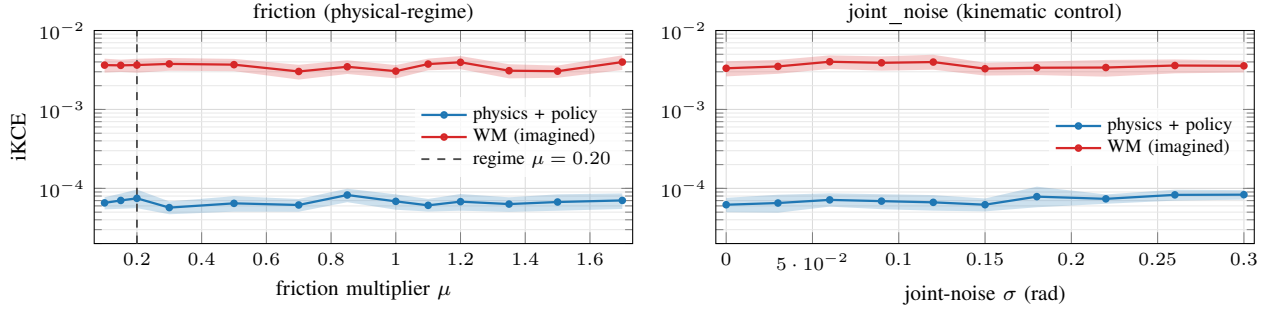 friction (physical-regime)
10⁻²
10⁻³
10⁻⁴
iKCE
physics + policy
WM (imagined)
regime μ = 0.20
0.2 0.4 0.6 0.8 1 1.2 1.4 1.6
friction multiplier μ
joint_noise (kinematic control)
10⁻²
10⁻³
10⁻⁴
physics + policy
WM (imagined)
0 5 · 10⁻² 0.1 0.15 0.2 0.25 0.3
joint-noise σ (rad)